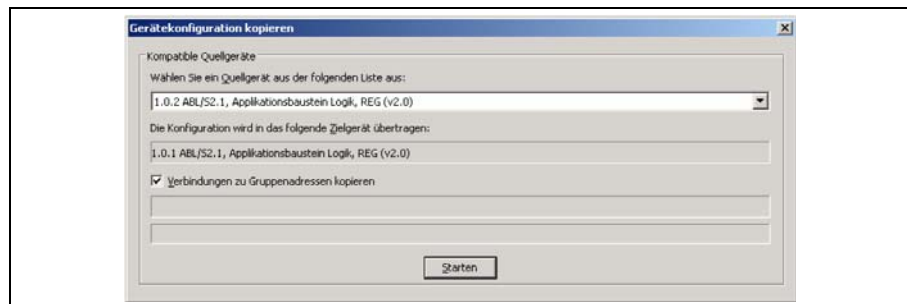 Gerätekonfiguration kopieren
Kompatible Quellgeräte
Wählen Sie ein Quellgerät aus der folgenden Liste aus:
1.0.2 ABL/S2.1, Applikationsbaustein Logik, REG (v2.0)
Die Konfiguration wird in das folgende Zielgerät übertragen:
1.0.1 ABL/S2.1, Applikationsbaustein Logik, REG (v2.0)
Verbindungen zu Gruppenadressen kopieren
Starten